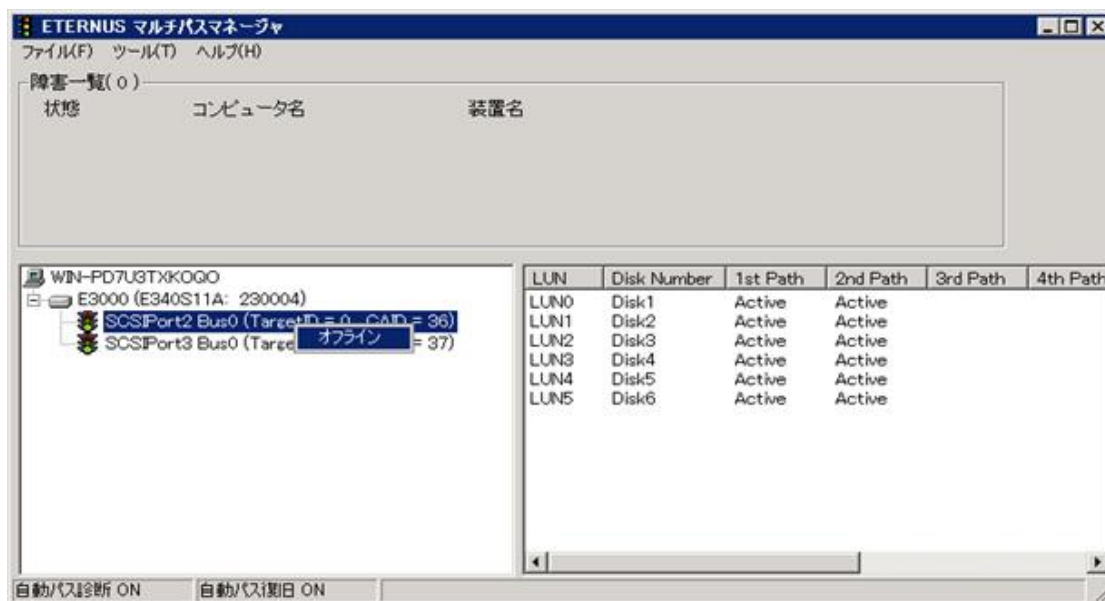 ETERNUS マルチパスマネージャ
ファイル(F) ツール(T) ヘルプ(H)
障害一覧( 0 )
状態 コンピュータ名 装置名
WIN-PD7U3TXKOQO
E3000 (E340S11A: 230004)
SCSIPort2 Bus0 (TargetID = 0 CAID = 36)
SCSIPort3 Bus0 (Targe = 37)
オフライン
LUN Disk Number 1st Path 2nd Path 3rd Path 4th Path
LUN0 Disk1 Active Active
LUN1 Disk2 Active Active
LUN2 Disk3 Active Active
LUN3 Disk4 Active Active
LUN4 Disk5 Active Active
LUN5 Disk6 Active Active
自動パス診断 ON 自動パス復旧 ON